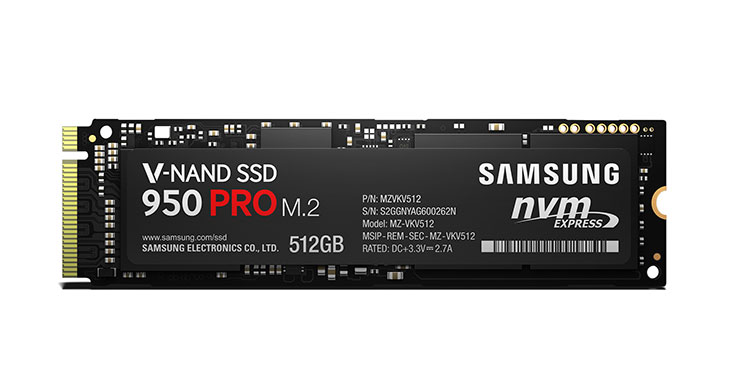 V-NAND SSD
950 PRO M.2
www.samsung.com/ssd
SAMSUNG ELECTRONICS CO., LTD.
512GB
P/N: MZVKV512
S/N: S2GGNYAG600262N
Model: MZ-VKV512
MSIP-REM-SEC-MZ-VKV512
RATED: DC+3.3V⎓2.7A
SAMSUNG
nvm
EXPRESS